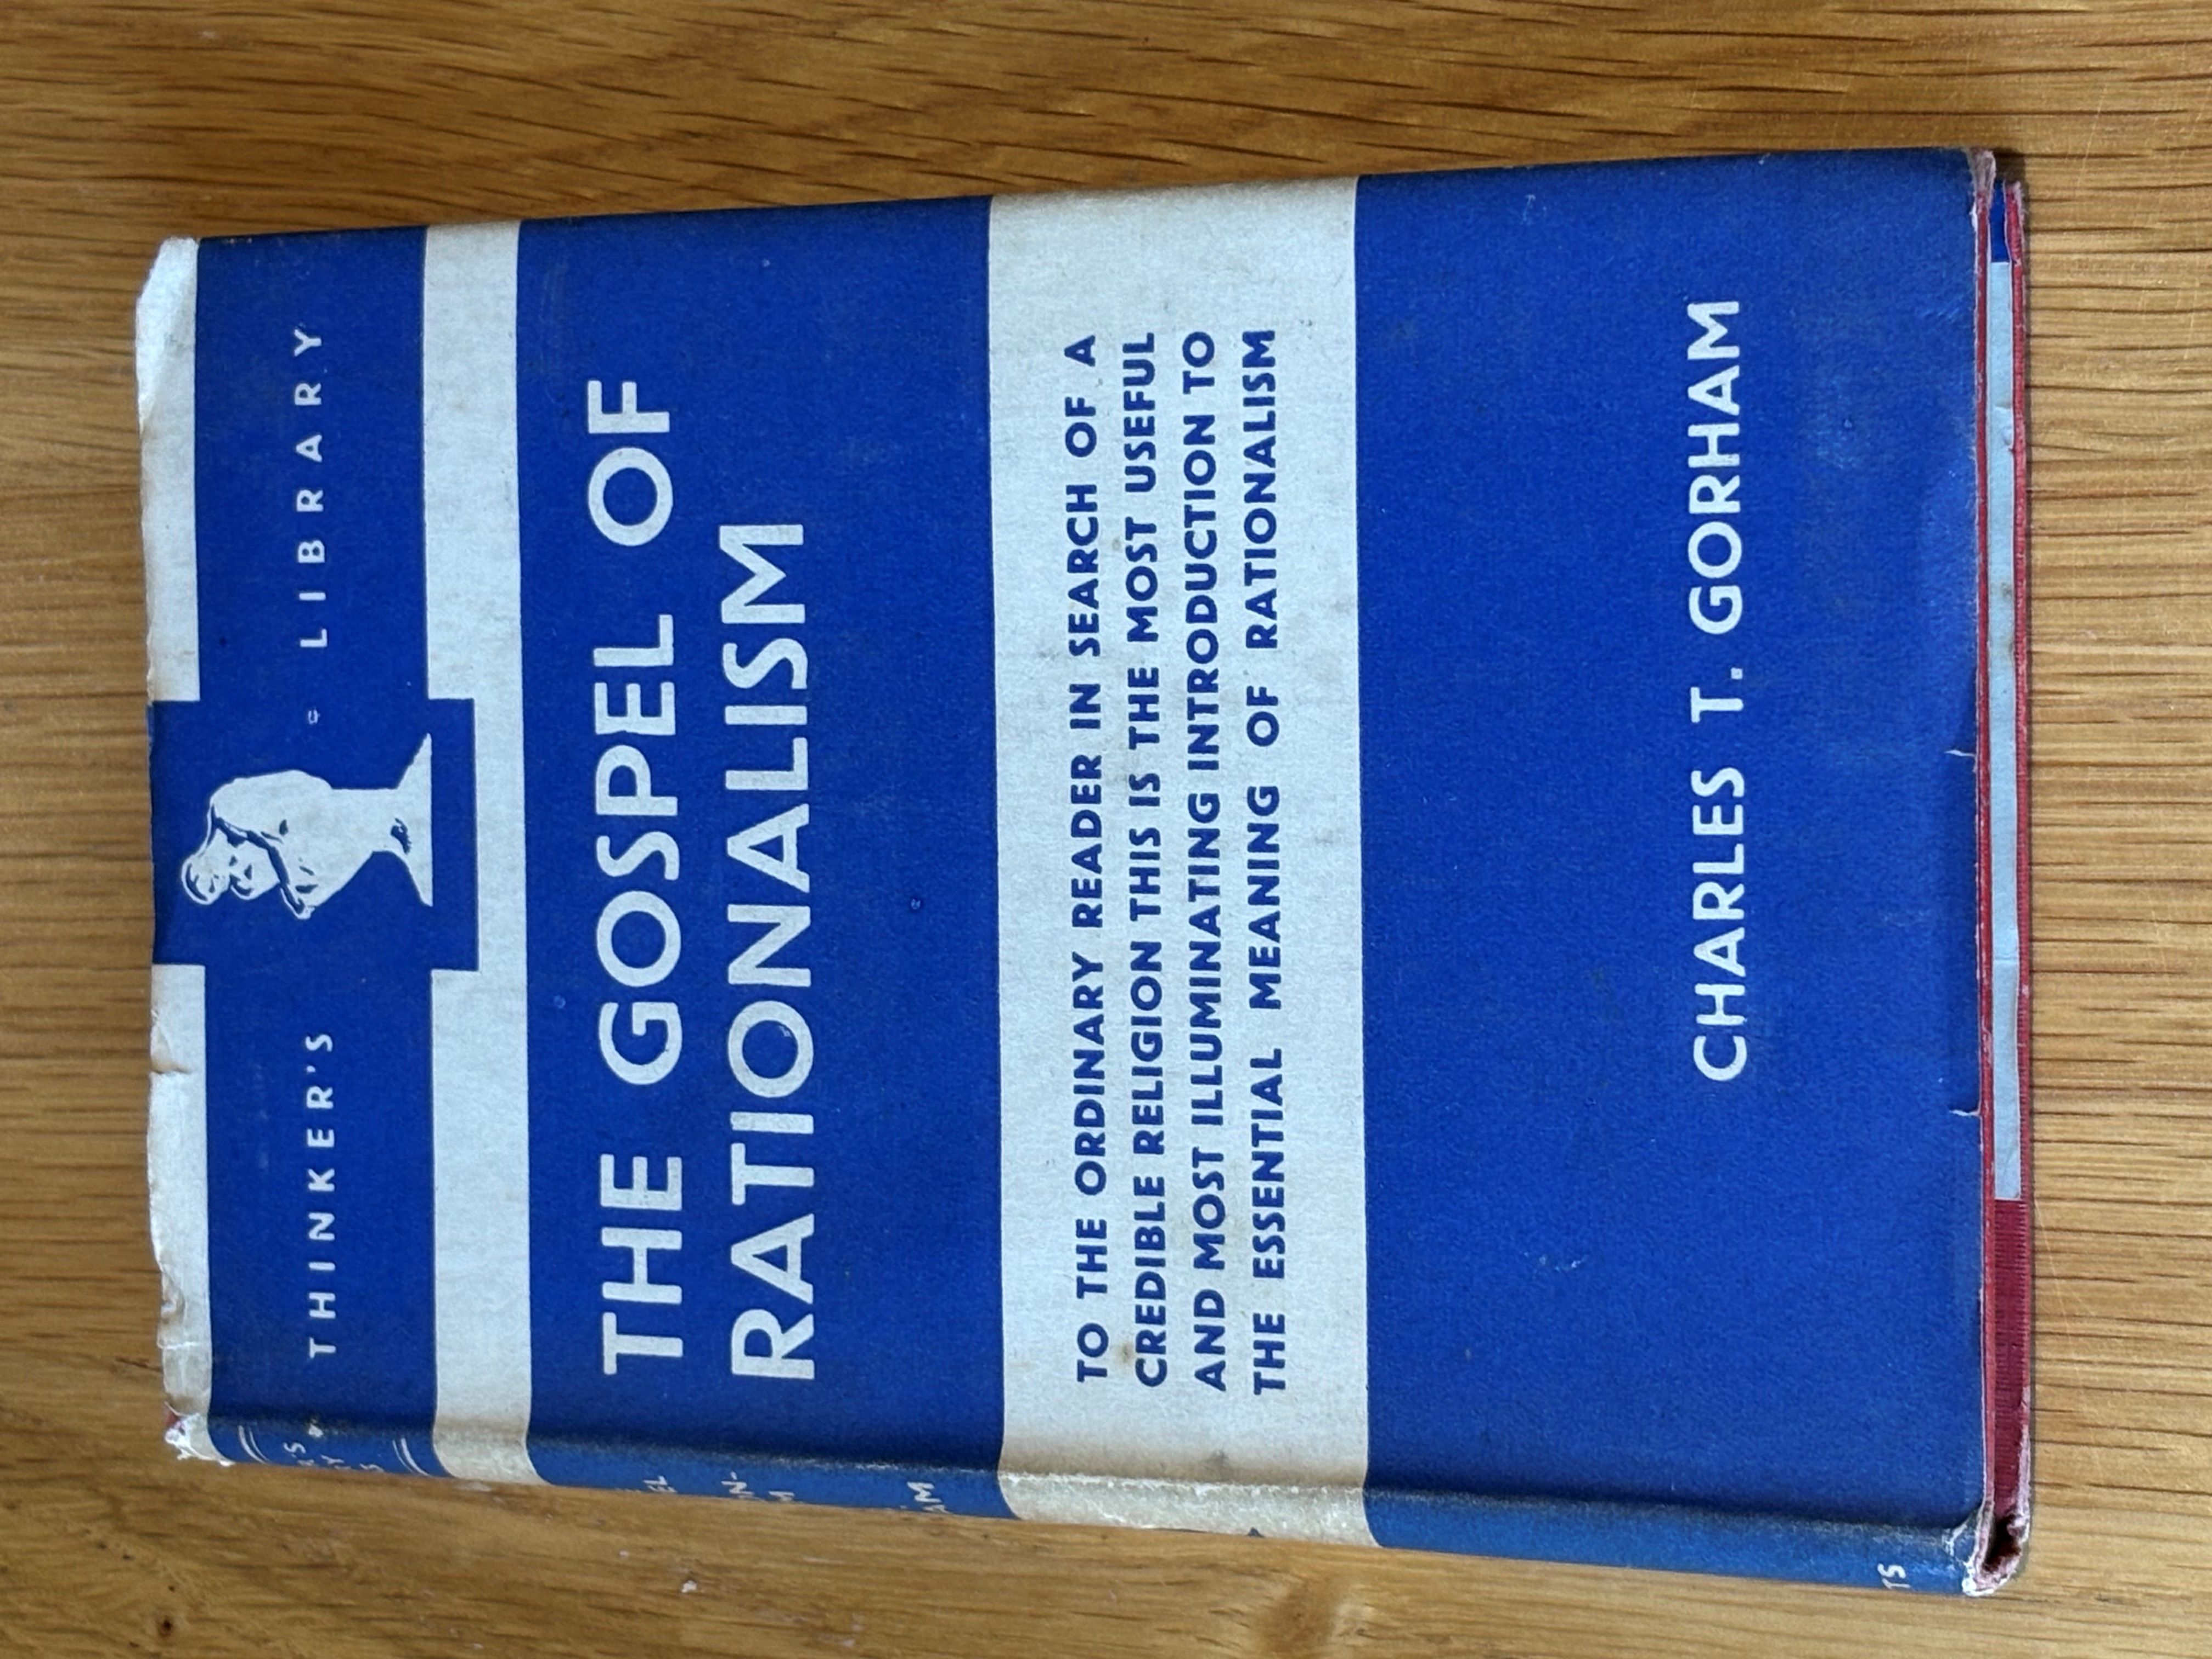 THINKER'S LIBRARY
THE GOSPEL OF
RATIONALISM
TO THE ORDINARY READER IN SEARCH OF A
CREDIBLE RELIGION THIS IS THE MOST USEFUL
AND MOST ILLUMINATING INTRODUCTION TO
THE ESSENTIAL MEANING OF RATIONALISM
CHARLES T. GORHAM